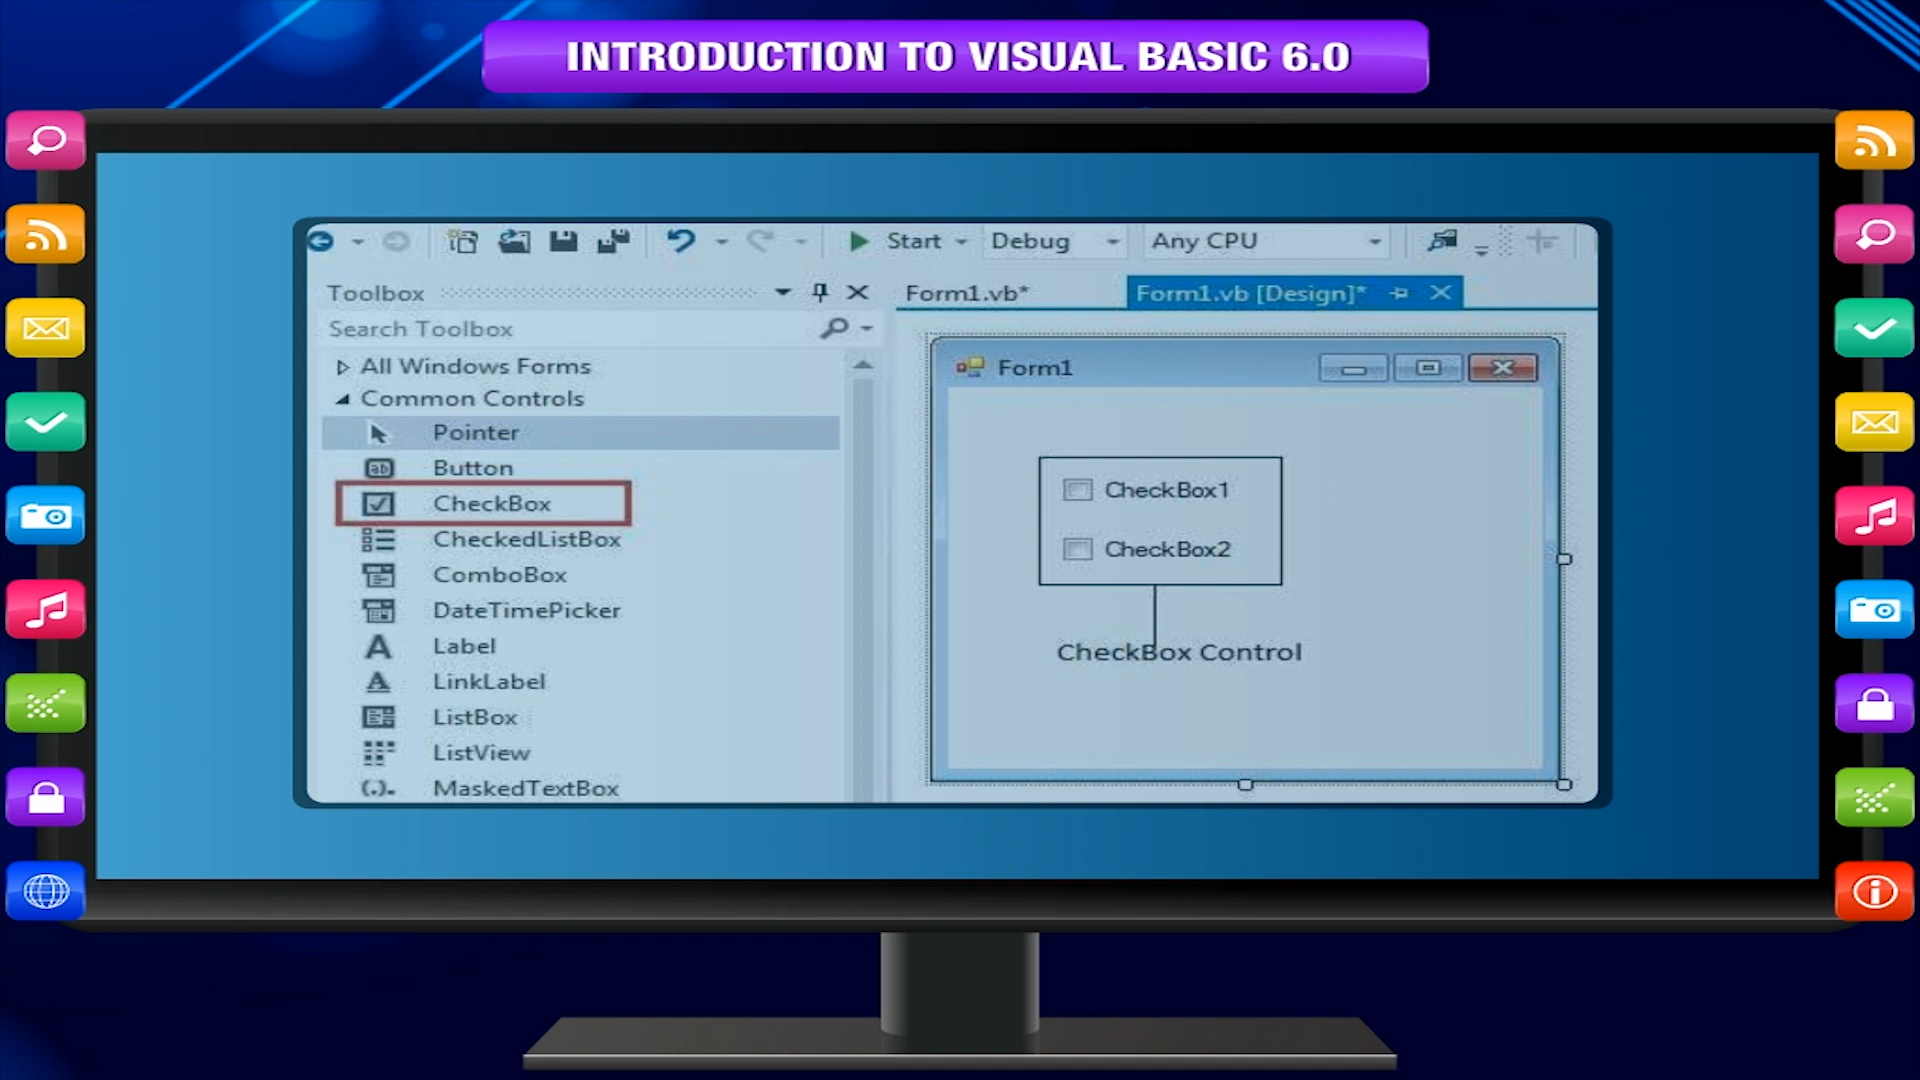 INTRODUCTION TO VISUAL BASIC 6.0
Start Debug Any CPU
Toolbox
Form1.vb* Form1.vb [Design]*
Search Toolbox
All Windows Forms
Common Controls
Pointer
Button
CheckBox
CheckedListBox
ComboBox
DateTimePicker
Label
LinkLabel
ListBox
ListView
MaskedTextBox
Form1
CheckBox1
CheckBox2
CheckBox Control